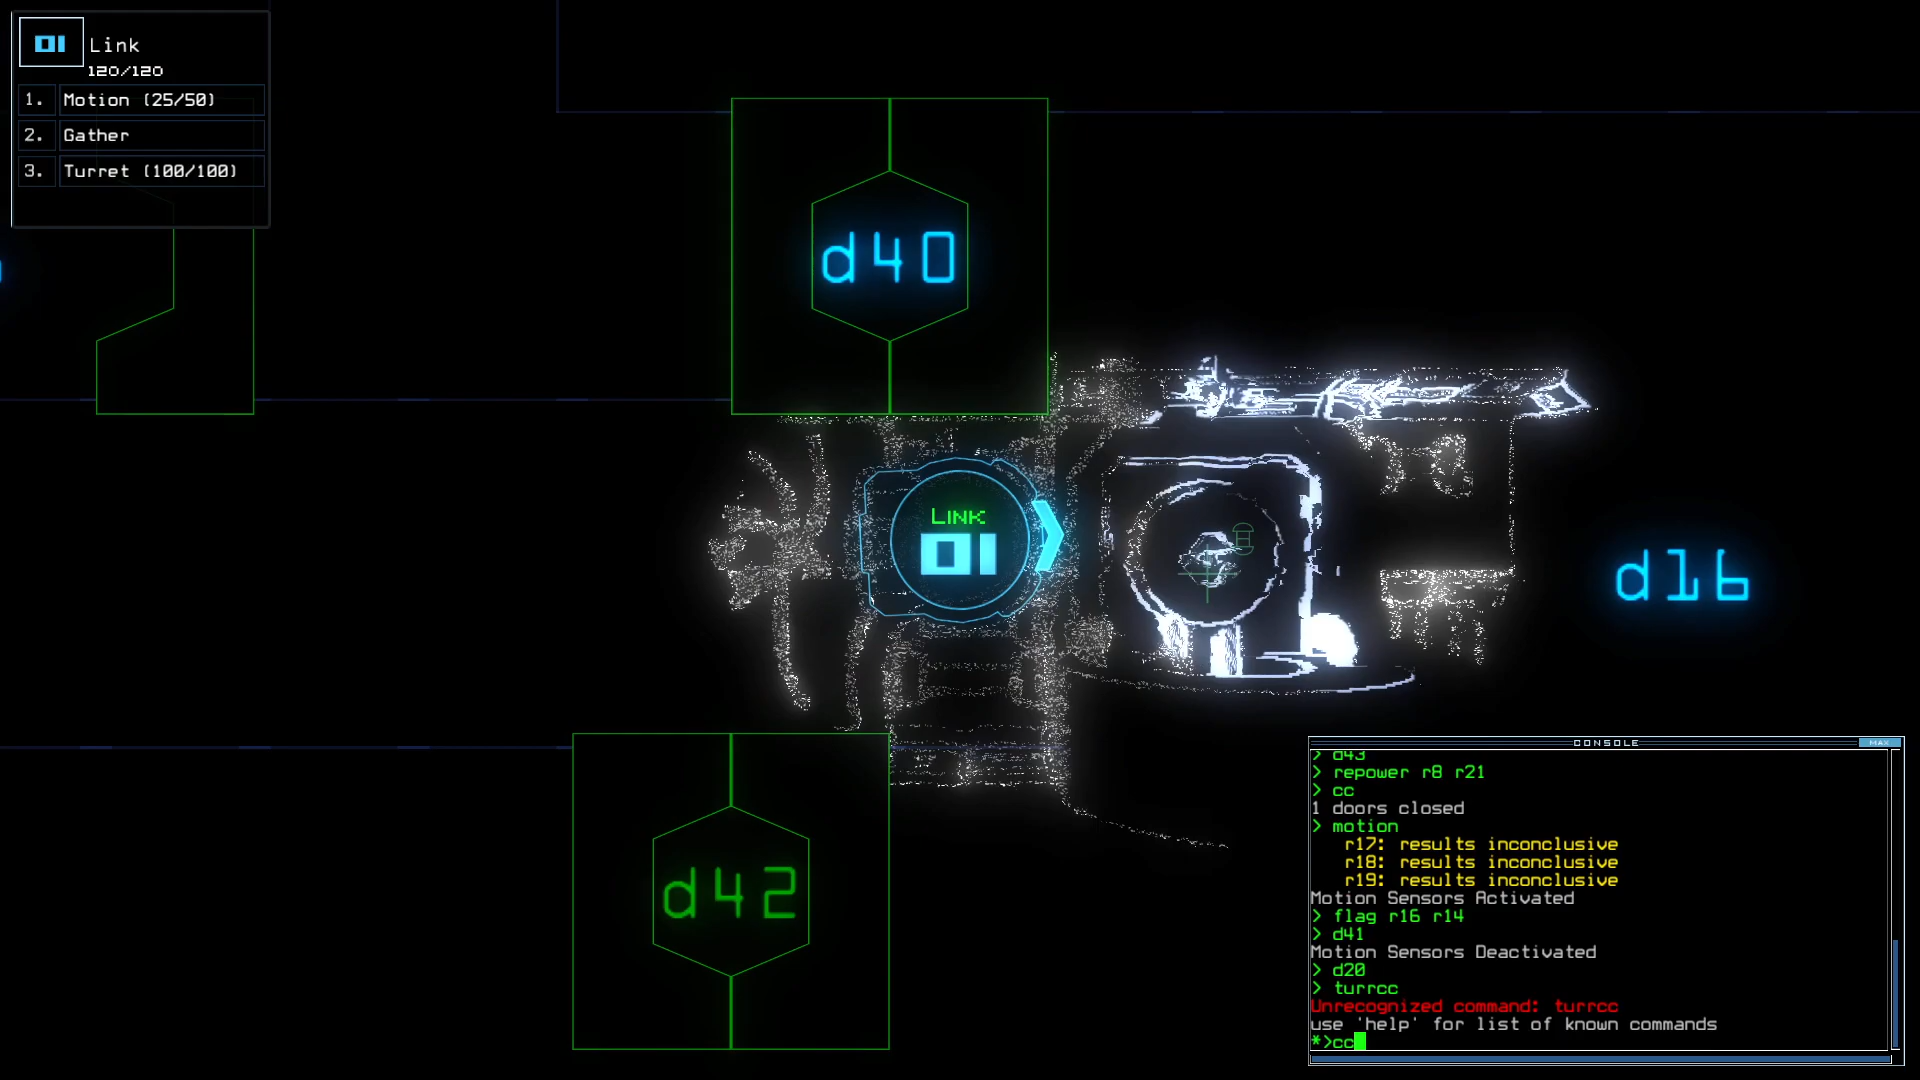 01 Link
120/120
1. Motion (25/50)
2. Gather
3. Turret (100/100)
d40
LINK
01
d16
d42
CONSOLE
MAX
> d43
> repower r8 r21
> cc
1 doors closed
> motion
r17: results inconclusive
r18: results inconclusive
r19: results inconclusive
Motion Sensors Activated
> flag r16 r14
> d41
Motion Sensors Deactivated
> d20
> turrcc
Unrecognized command: turrcc
use 'help' for list of known commands
*>cc